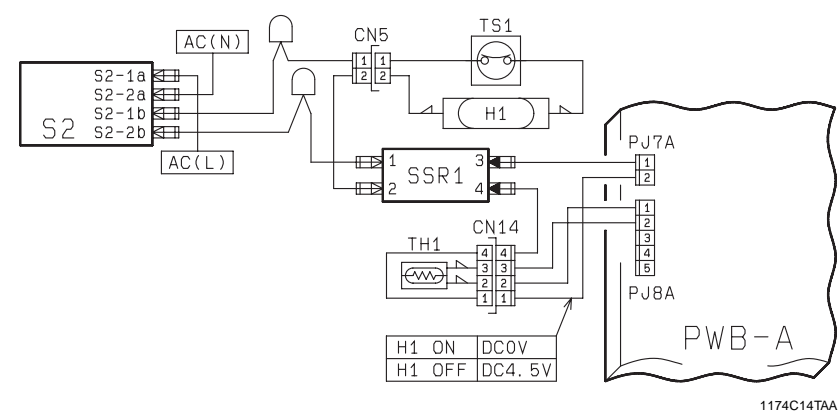 TS1
CN5
AC(N)
1 1
2 2
S2-1a
S2-2a
S2-1b
S2-2b
S2
H1
AC(L)
PJ7A
1
2
1 3
SSR1
2 4
1
2
3
4
5
CN14
TH1
4 4
3 3
2 2
1 1
PJ8A
PWB-A
H1 ON DC0V
H1 OFF DC4.5V
1174C14TAA